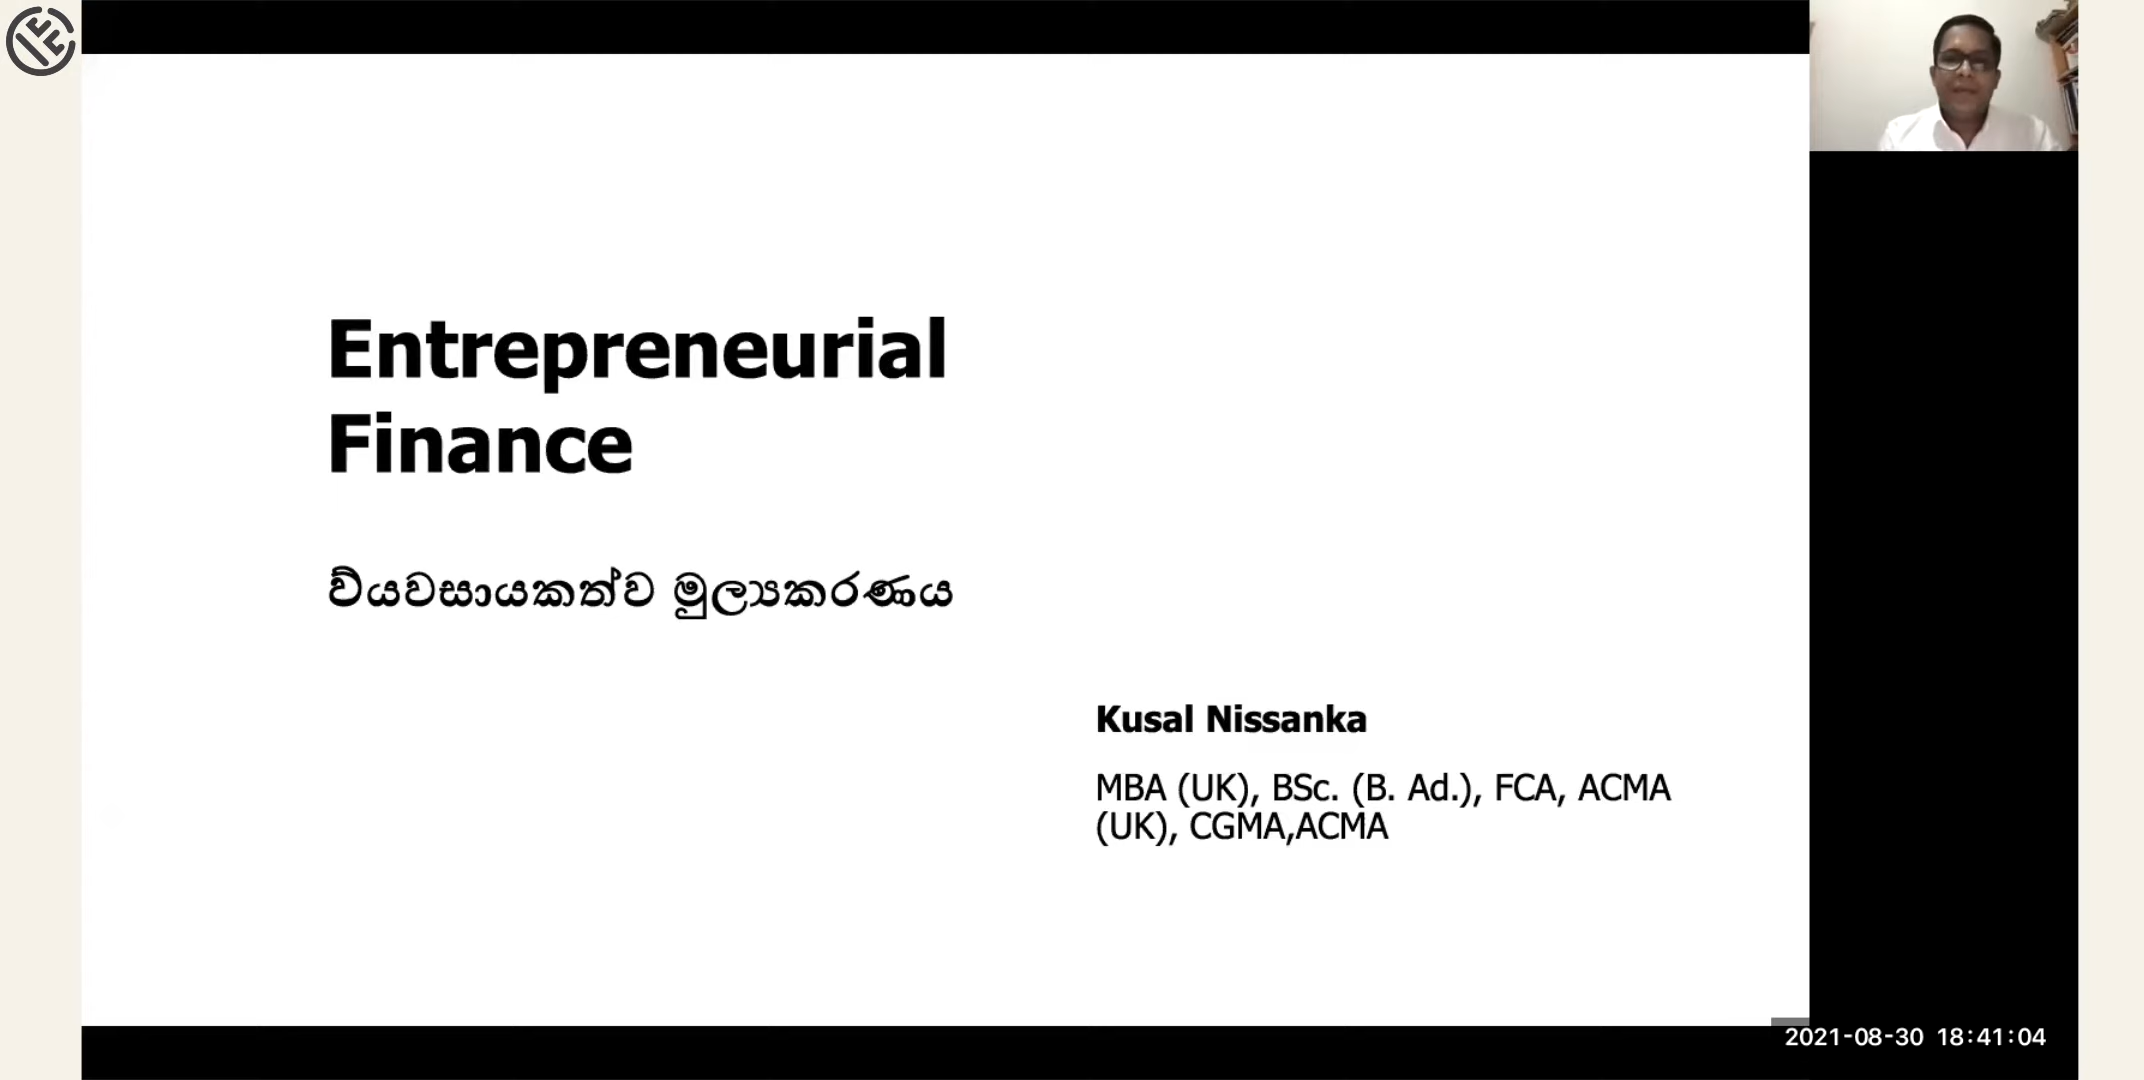 Entrepreneurial
Finance
ව්යවසායකත්ව මුල්‍යකරණය
Kusal Nissanka
MBA (UK), BSc. (B. Ad.), FCA, ACMA
(UK), CGMA,ACMA
2021-08-30 18:41:04